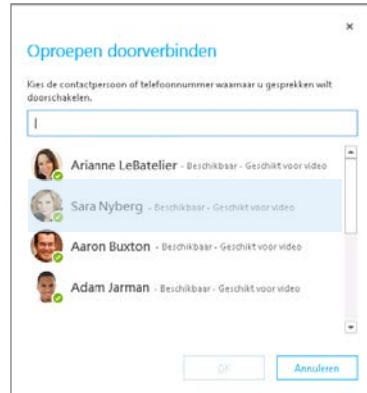 Oproepen doorverbinden
Kies de contactpersoon of telefoonnummer waarnaar u gesprekken wilt
doorschakelen.
Arianne LeBatelier - Beschikbaar - Geschikt voor video
Sara Nyberg - Beschikbaar - Geschikt voor video
Aaron Buxton - Beschikbaar - Geschikt voor video
Adam Jarman - Beschikbaar - Geschikt voor video
OK Annuleren